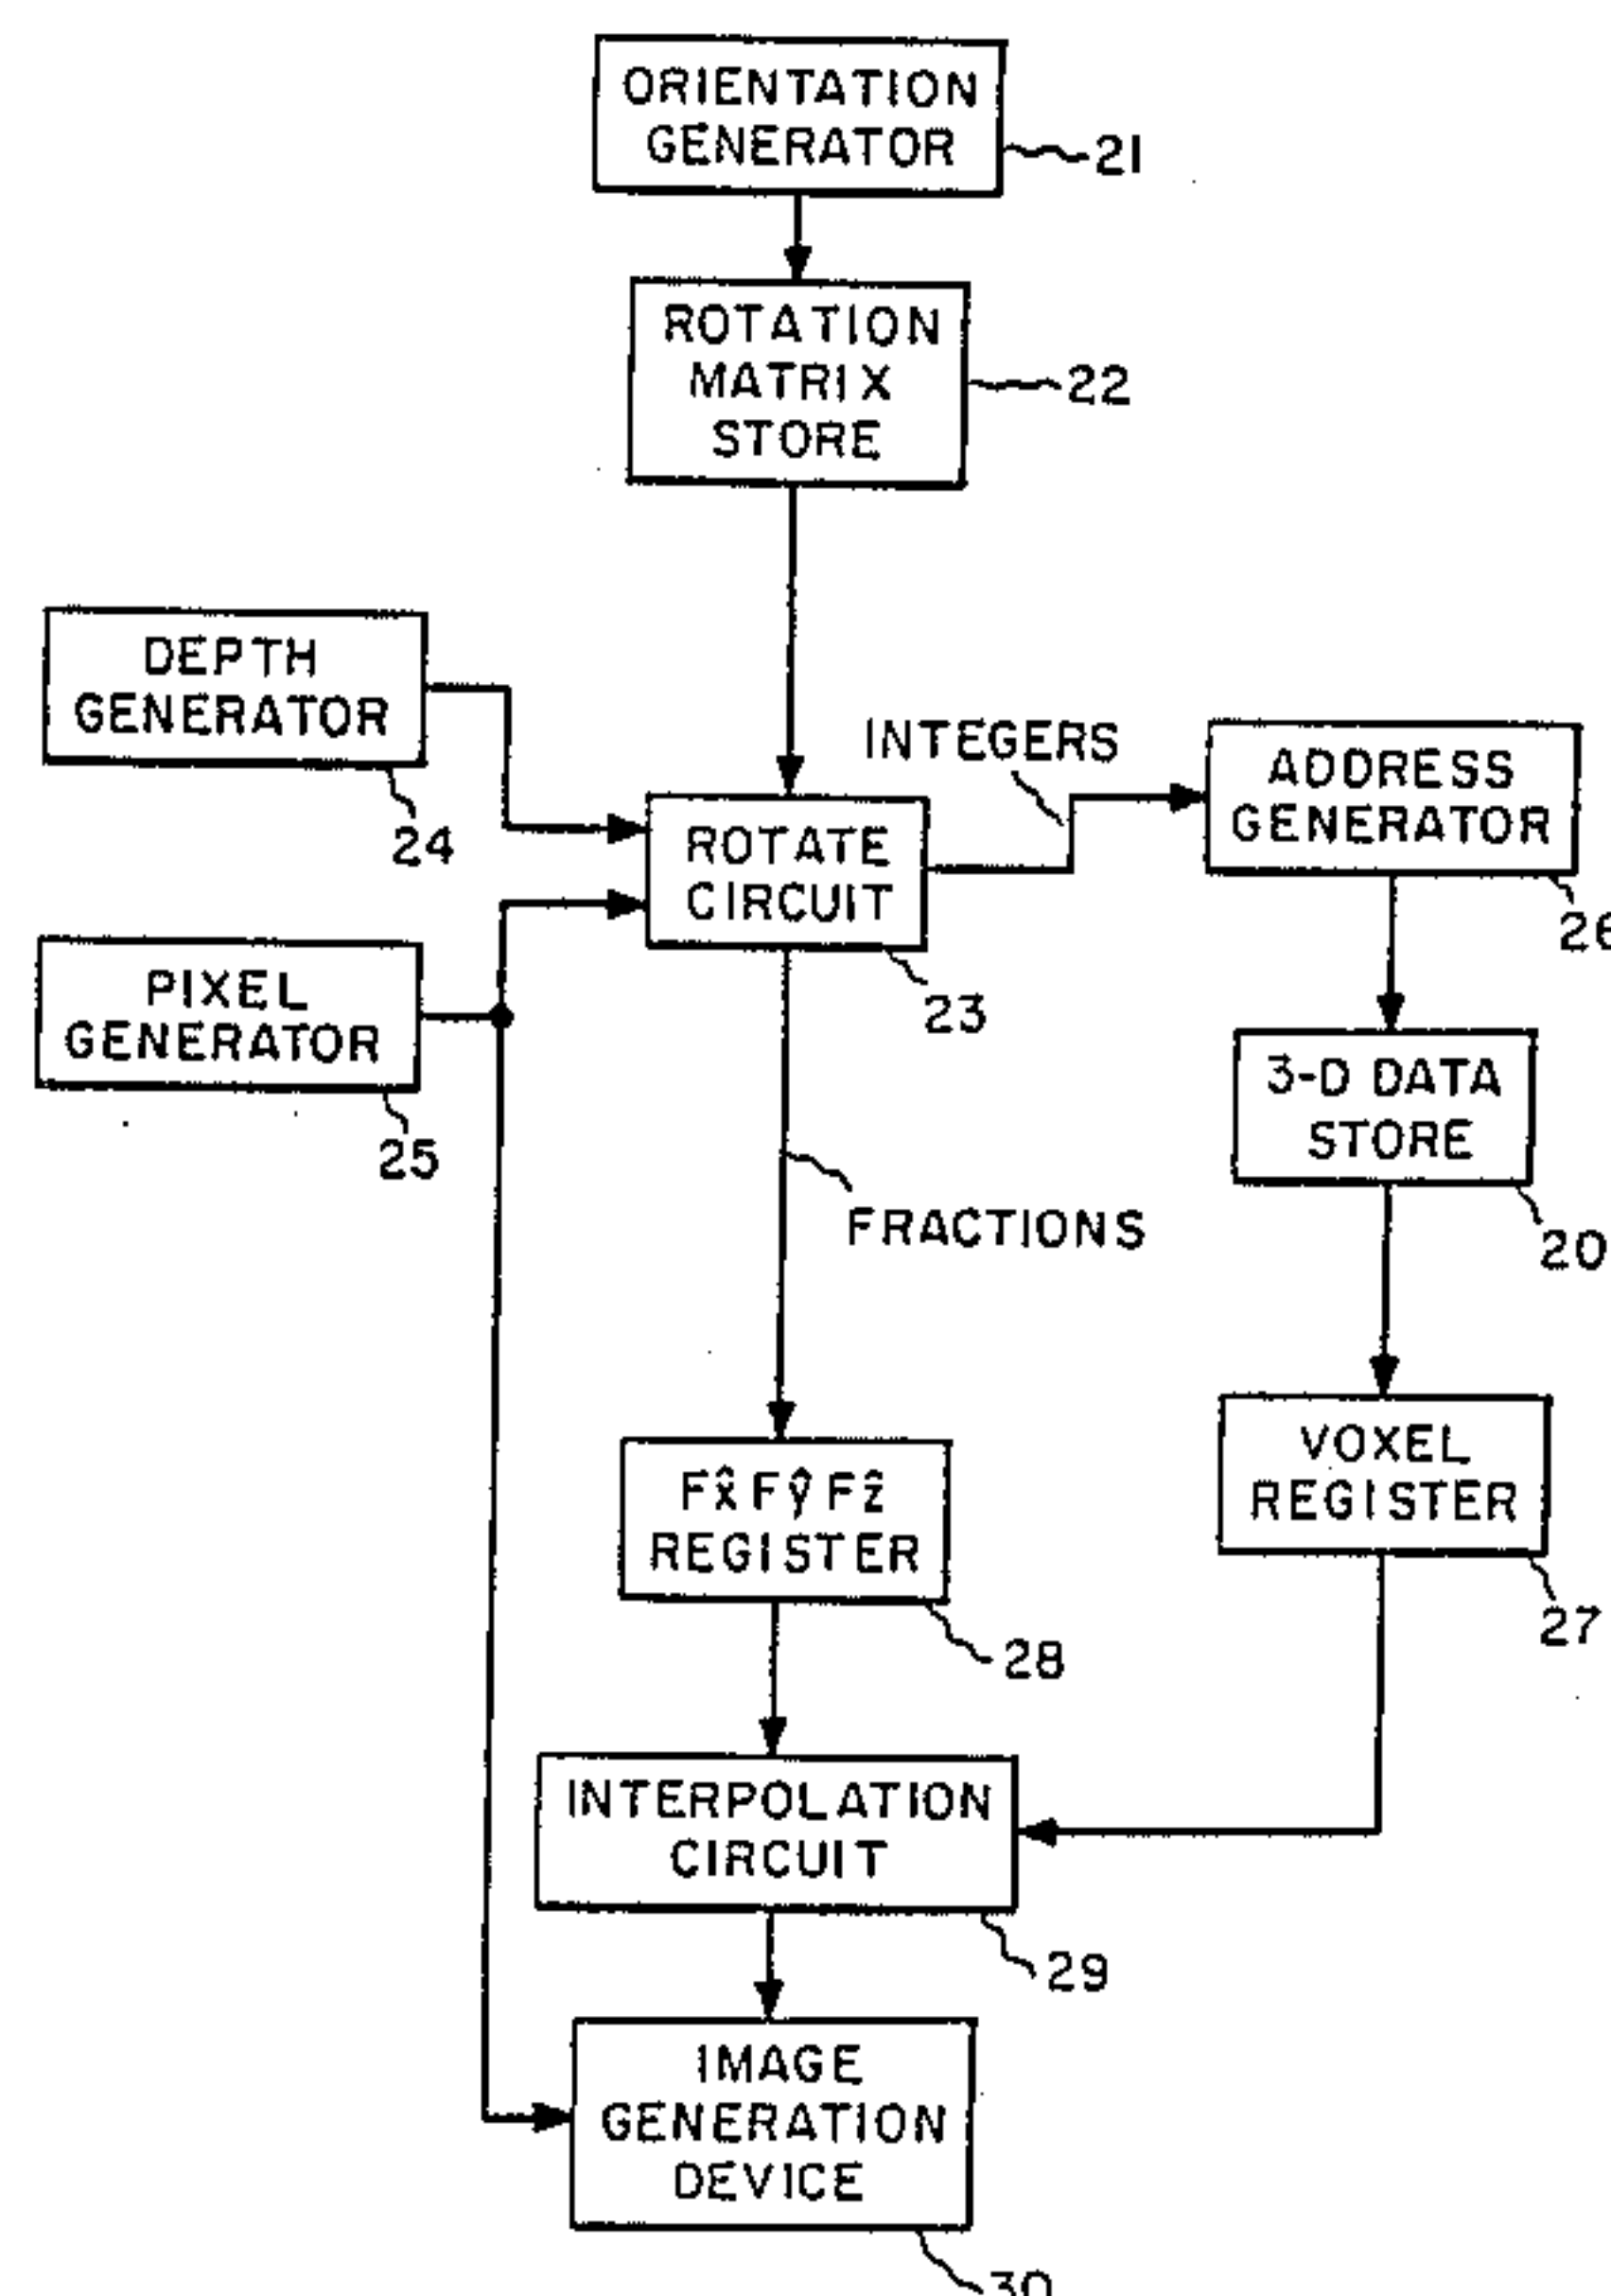 ORIENTATION
GENERATOR
21
ROTATION
MATRIX
STORE
22
DEPTH
GENERATOR
24
INTEGERS
ADDRESS
GENERATOR
26
ROTATE
CIRCUIT
23
PIXEL
GENERATOR
25
3-D DATA
STORE
20
FRACTIONS
VOXEL
REGISTER
27
Fx̂ Fŷ Fẑ
REGISTER
28
INTERPOLATION
CIRCUIT
29
IMAGE
GENERATION
DEVICE
30